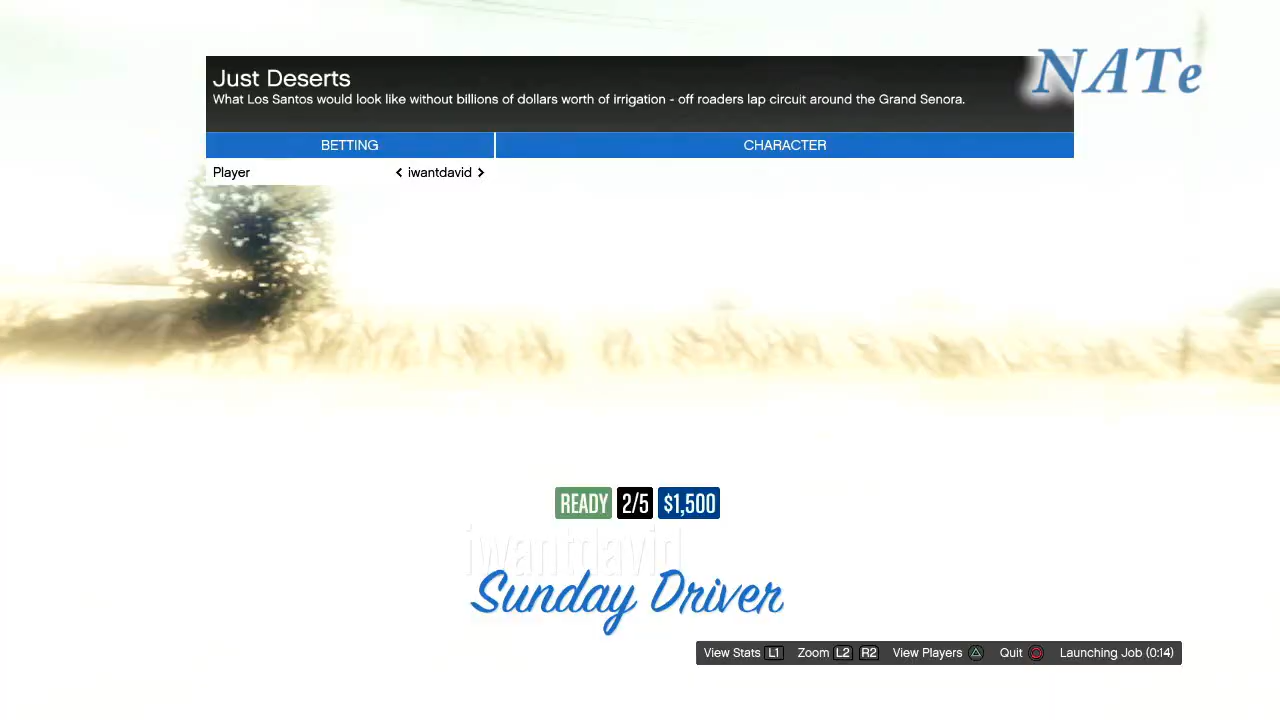 NATe
Just Deserts
What Los Santos would look like without billions of dollars worth of irrigation - off roaders lap circuit around the Grand Senora.
BETTING CHARACTER
Player < iwantdavid >
READY 2/5 $1,500
iwantdavid
Sunday Driver
View Stats L1 Zoom L2 R2 View Players Quit Launching Job (0:14)